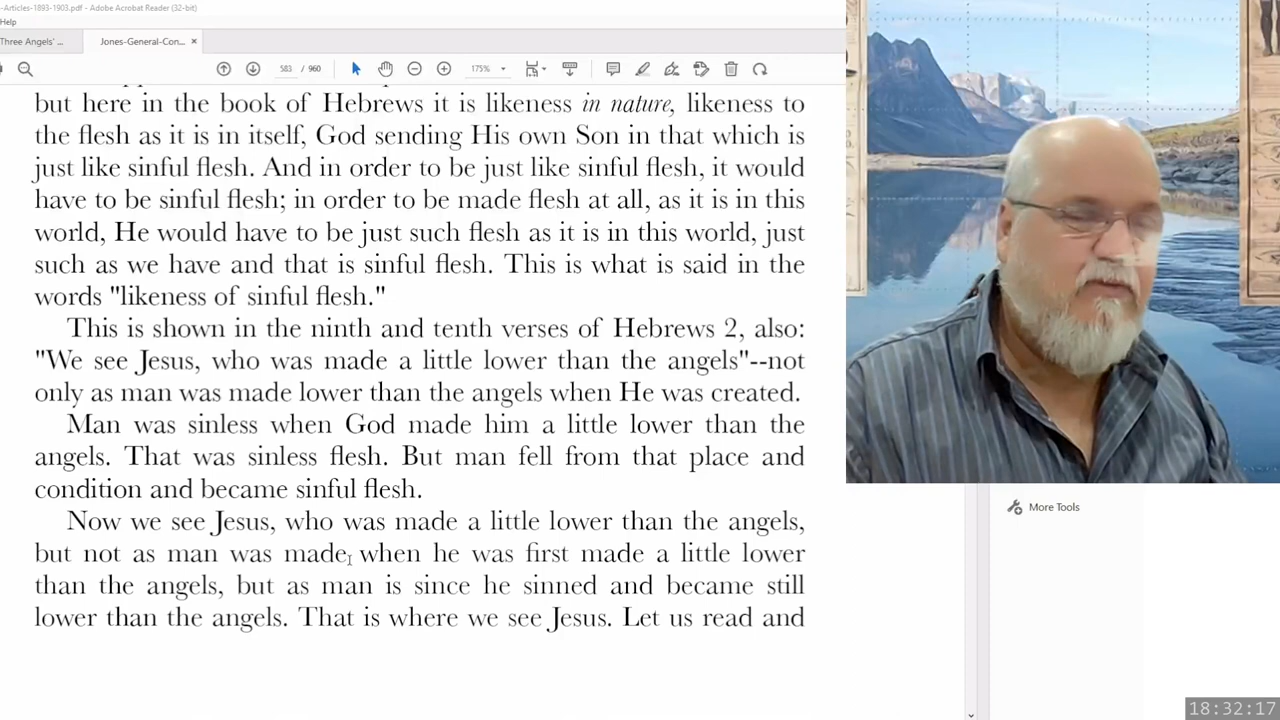 -Articles-1893-1903.pdf - Adobe Acrobat Reader (32-bit)
Help
Three Angels' ...
Jones-General-Con... ×
583 / 960
175%
but here in the book of Hebrews it is likeness in nature, likeness to
the flesh as it is in itself, God sending His own Son in that which is
just like sinful flesh. And in order to be just like sinful flesh, it would
have to be sinful flesh; in order to be made flesh at all, as it is in this
world, He would have to be just such flesh as it is in this world, just
such as we have and that is sinful flesh. This is what is said in the
words "likeness of sinful flesh."
This is shown in the ninth and tenth verses of Hebrews 2, also:
"We see Jesus, who was made a little lower than the angels"--not
only as man was made lower than the angels when He was created.
Man was sinless when God made him a little lower than the
angels. That was sinless flesh. But man fell from that place and
condition and became sinful flesh.
Now we see Jesus, who was made a little lower than the angels,
but not as man was made, when he was first made a little lower
than the angels, but as man is since he sinned and became still
lower than the angels. That is where we see Jesus. Let us read and
More Tools
18:32:17